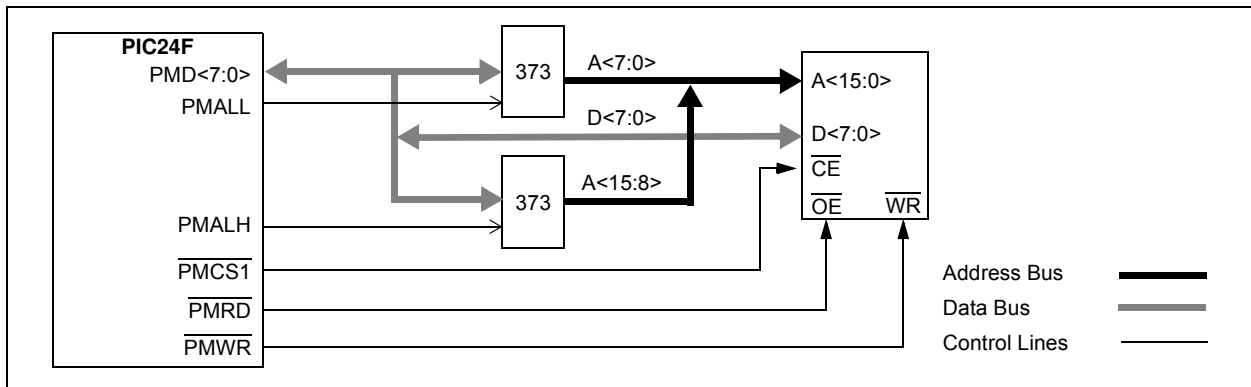 PIC24F
PMD<7:0>
PMALL
PMALH
PMCS1
PMRD
PMWR
373
373
A<7:0>
D<7:0>
A<15:8>
A<15:0>
D<7:0>
CE
OE WR
Address Bus
Data Bus
Control Lines